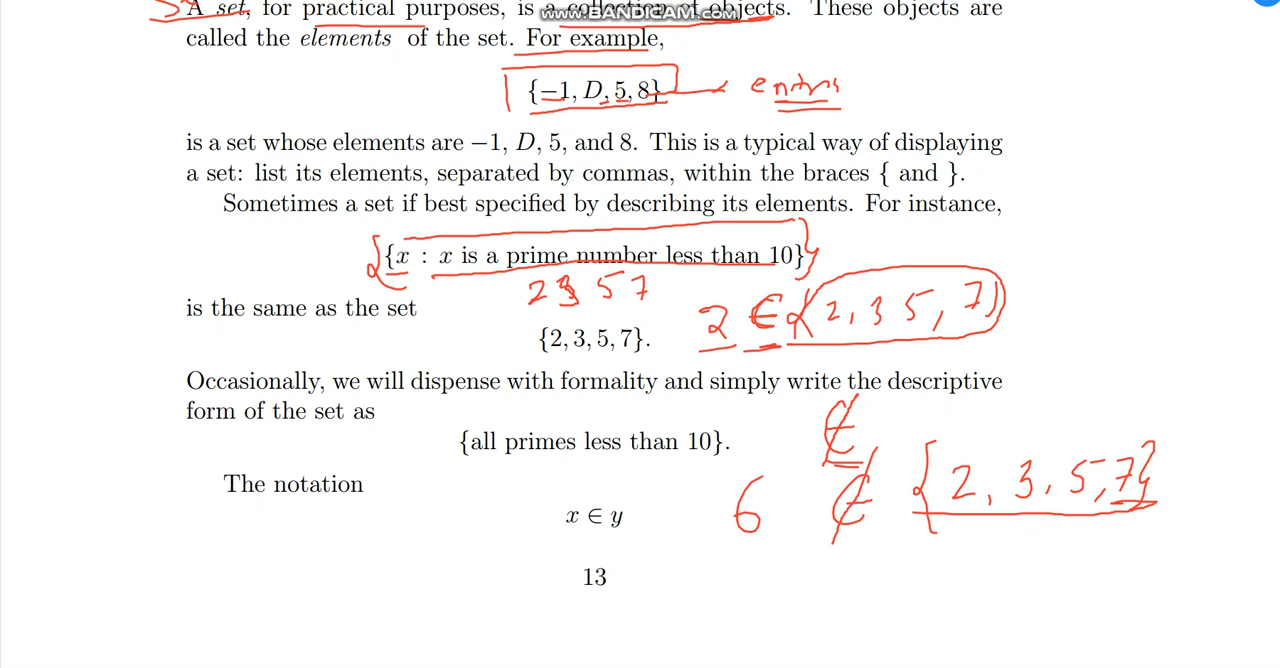 A set, for practical purposes, is a collection of objects. These objects are
www.BANDICAM.com
called the elements of the set. For example,
{−1, D, 5, 8}
is a set whose elements are −1, D, 5, and 8. This is a typical way of displaying
a set: list its elements, separated by commas, within the braces { and }.
Sometimes a set if best specified by describing its elements. For instance,
{x : x is a prime number less than 10}
2 3 5 7
is the same as the set
2 ∈ {2, 3 5, 7}
{2, 3, 5, 7}.
Occasionally, we will dispense with formality and simply write the descriptive
form of the set as
∉
{all primes less than 10}.
The notation
6 ∉ {2, 3, 5, 7}
x ∈ y
13